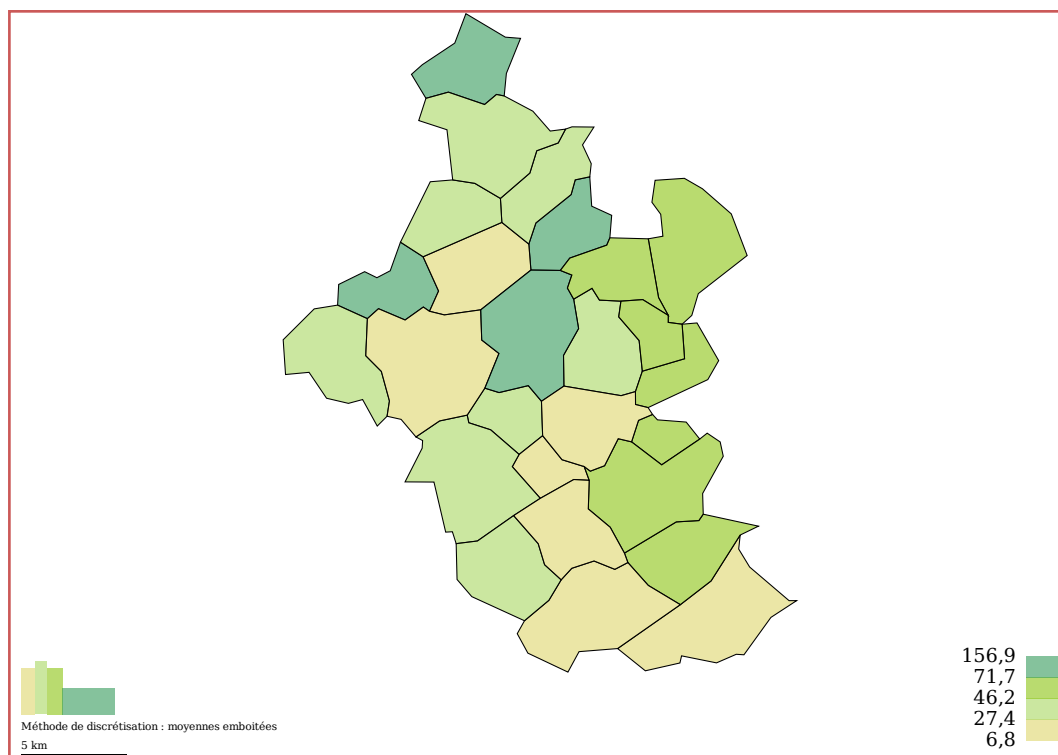 156,9
71,7
46,2
27,4
6,8
Méthode de discrétisation : moyennes emboitées
5 km